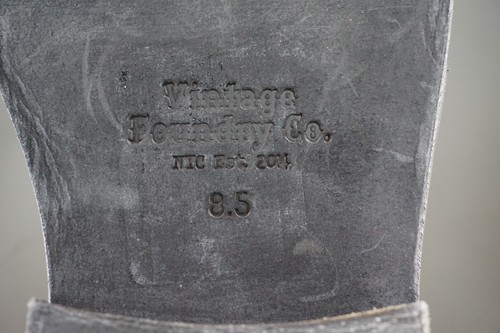 Vintage
Foundry Co.
NYC Est. 2014
8.5